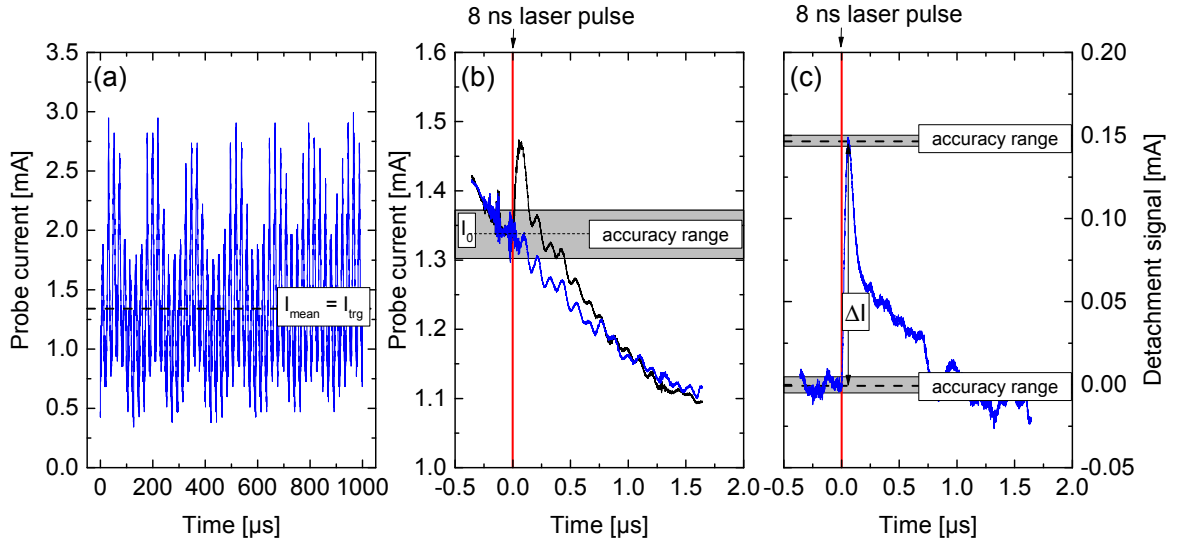 8 ns laser pulse
8 ns laser pulse
(a)
3.5
3.0
2.5
2.0
1.5
1.0
0.5
0.0
Probe current [mA]
I_mean = I_trg
0 200 400 600 800 1000
Time [µs]
(b)
1.6
1.5
1.4
1.3
1.2
1.1
1.0
Probe current [mA]
I_0
accuracy range
-0.5 0.0 0.5 1.0 1.5 2.0
Time [µs]
(c)
accuracy range
ΔI
accuracy range
0.20
0.15
0.10
0.05
0.00
-0.05
Detachment signal [mA]
-0.5 0.0 0.5 1.0 1.5 2.0
Time [µs]